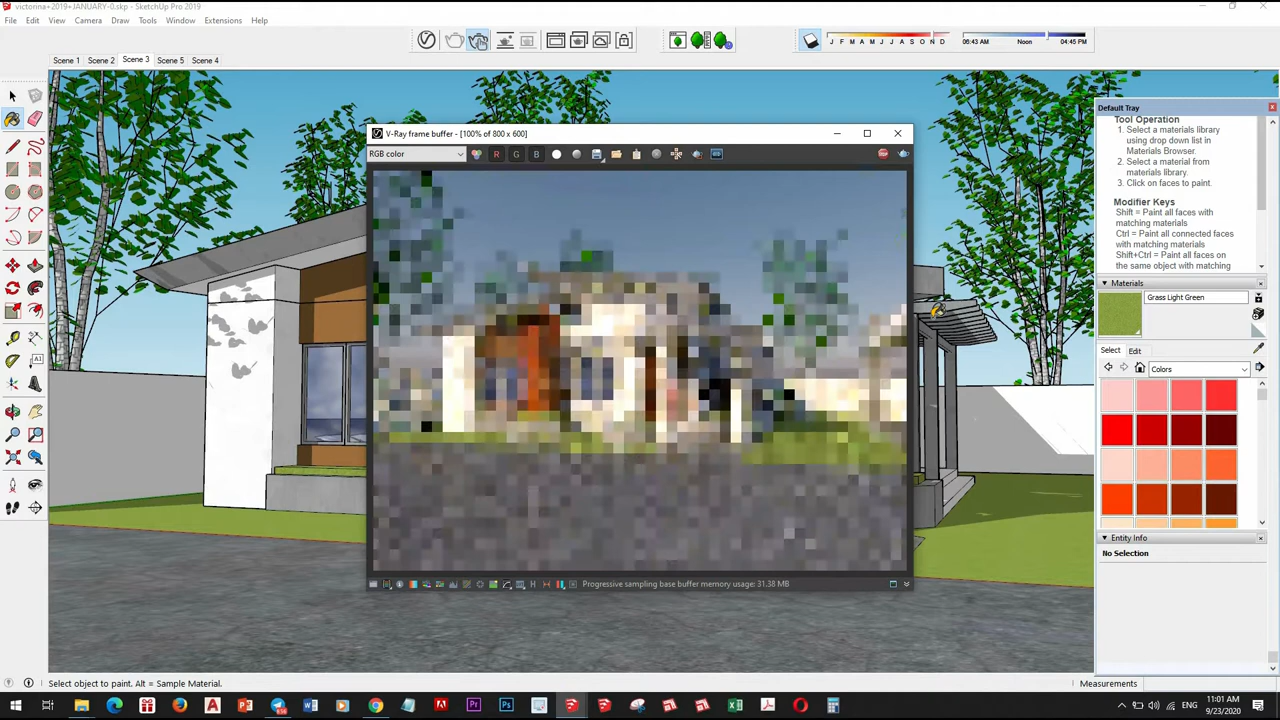 victorina+2019+JANUARY-0.skp - SketchUp Pro 2019
File Edit View Camera Draw Tools Window Extensions Help
J F M A M J J A S O N D
06:43 AM Noon 04:45 PM
Scene 1 Scene 2 Scene 3 Scene 5 Scene 4
Default Tray
Tool Operation
1. Select a materials library
using drop down list in
Materials Browser.
2. Select a material from
materials library.
3. Click on faces to paint.
Modifier Keys
Shift = Paint all faces with
matching materials
Ctrl = Paint all connected faces
with matching materials
Shift+Ctrl = Paint all faces on
the same object with matching
Materials
Grass Light Green
Select Edit
Colors
Entity Info
No Selection
V-Ray frame buffer - [100% of 800 x 600]
RGB color
R G B
Progressive sampling base buffer memory usage: 31.38 MB
Select object to paint. Alt = Sample Material.
Measurements
11:01 AM
9/23/2020